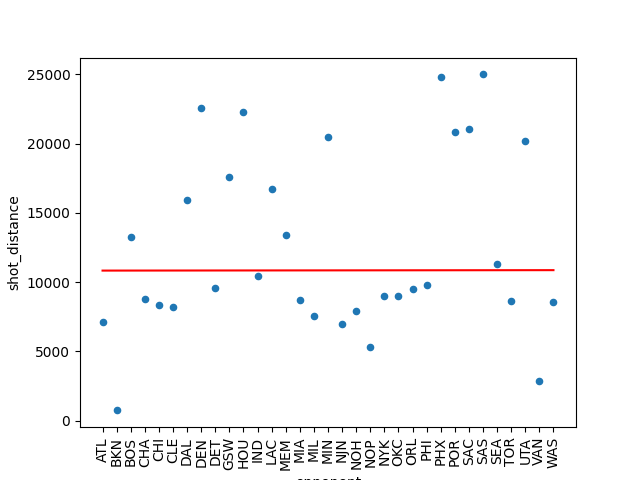 25000
20000
15000
10000
5000
0
shot_distance
ATL
BKN
BOS
CHA
CHI
CLE
DAL
DEN
DET
GSW
HOU
IND
LAC
MEM
MIA
MIL
MIN
NJN
NOH
NOP
NYK
OKC
ORL
PHI
PHX
POR
SAC
SAS
SEA
TOR
UTA
VAN
WAS
opponent